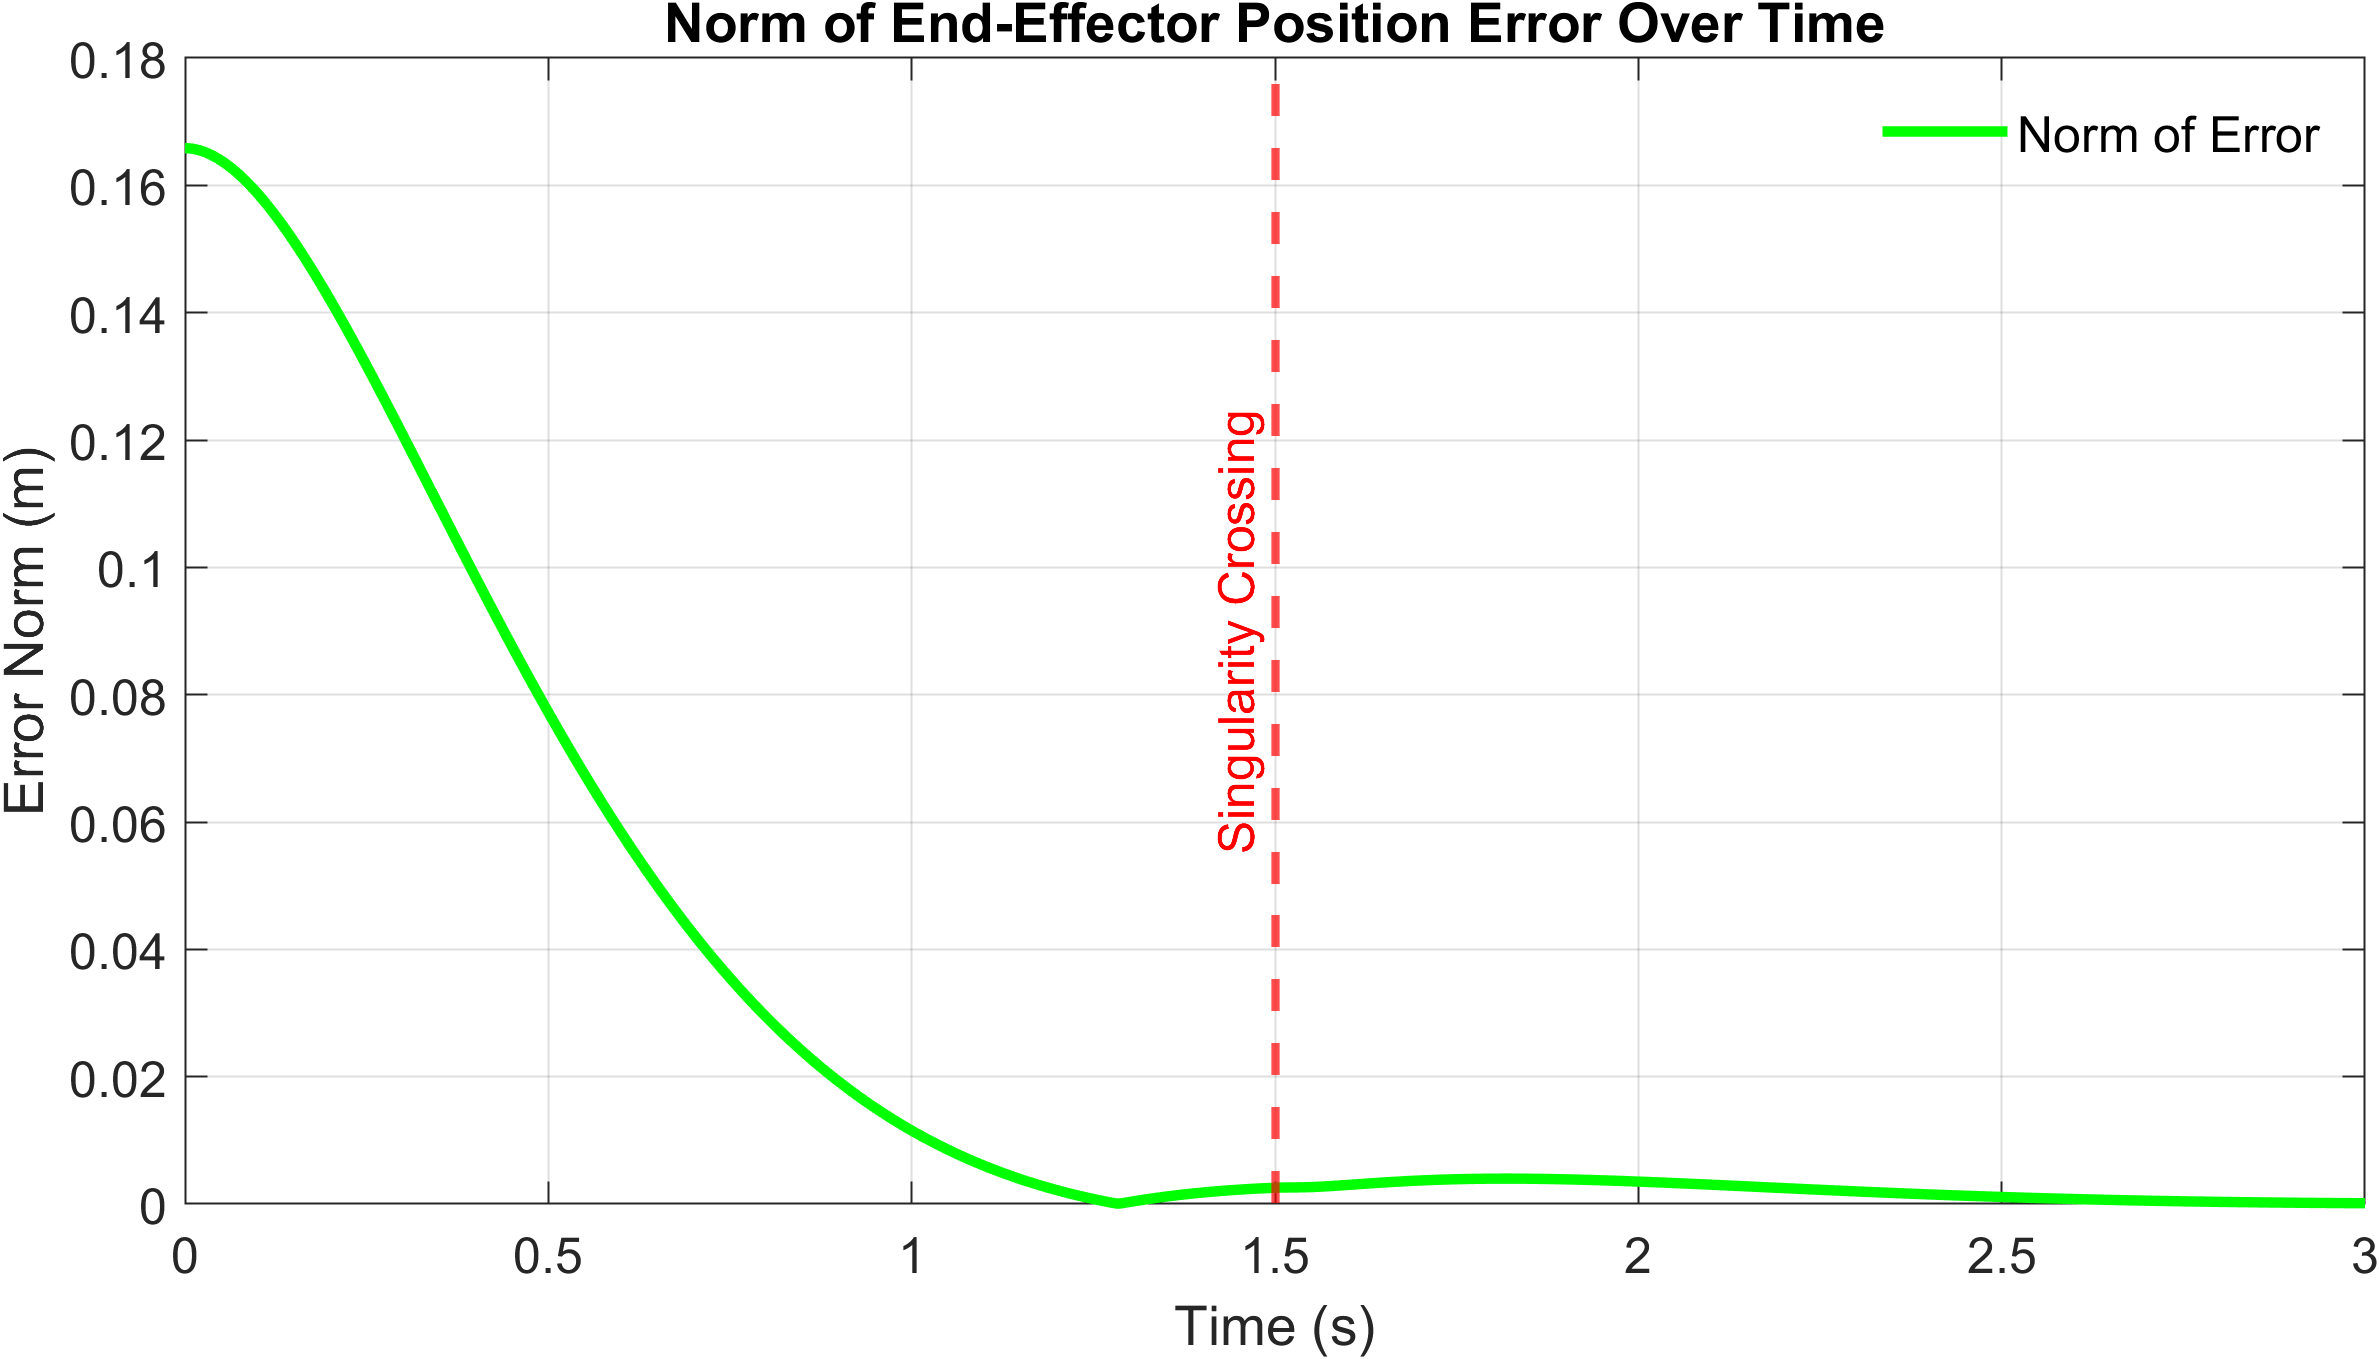 Norm of End-Effector Position Error Over Time
0.18
0.16
0.14
0.12
0.1
0.08
0.06
0.04
0.02
0
Error Norm (m)
Norm of Error
Singularity Crossing
0 0.5 1 1.5 2 2.5 3
Time (s)